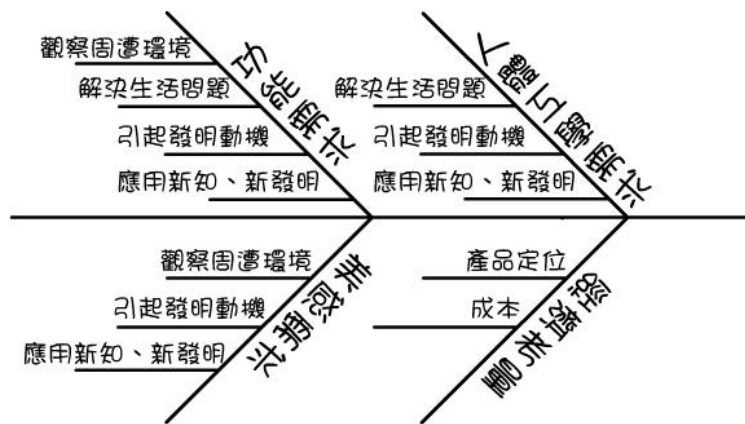 功能需求
觀察周遭環境
解決生活問題
引起發明動機
應用新知、新發明
人體工學需求
解決生活問題
引起發明動機
應用新知、新發明
美感需求
觀察周遭環境
引起發明動機
應用新知、新發明
經濟考量
產品定位
成本